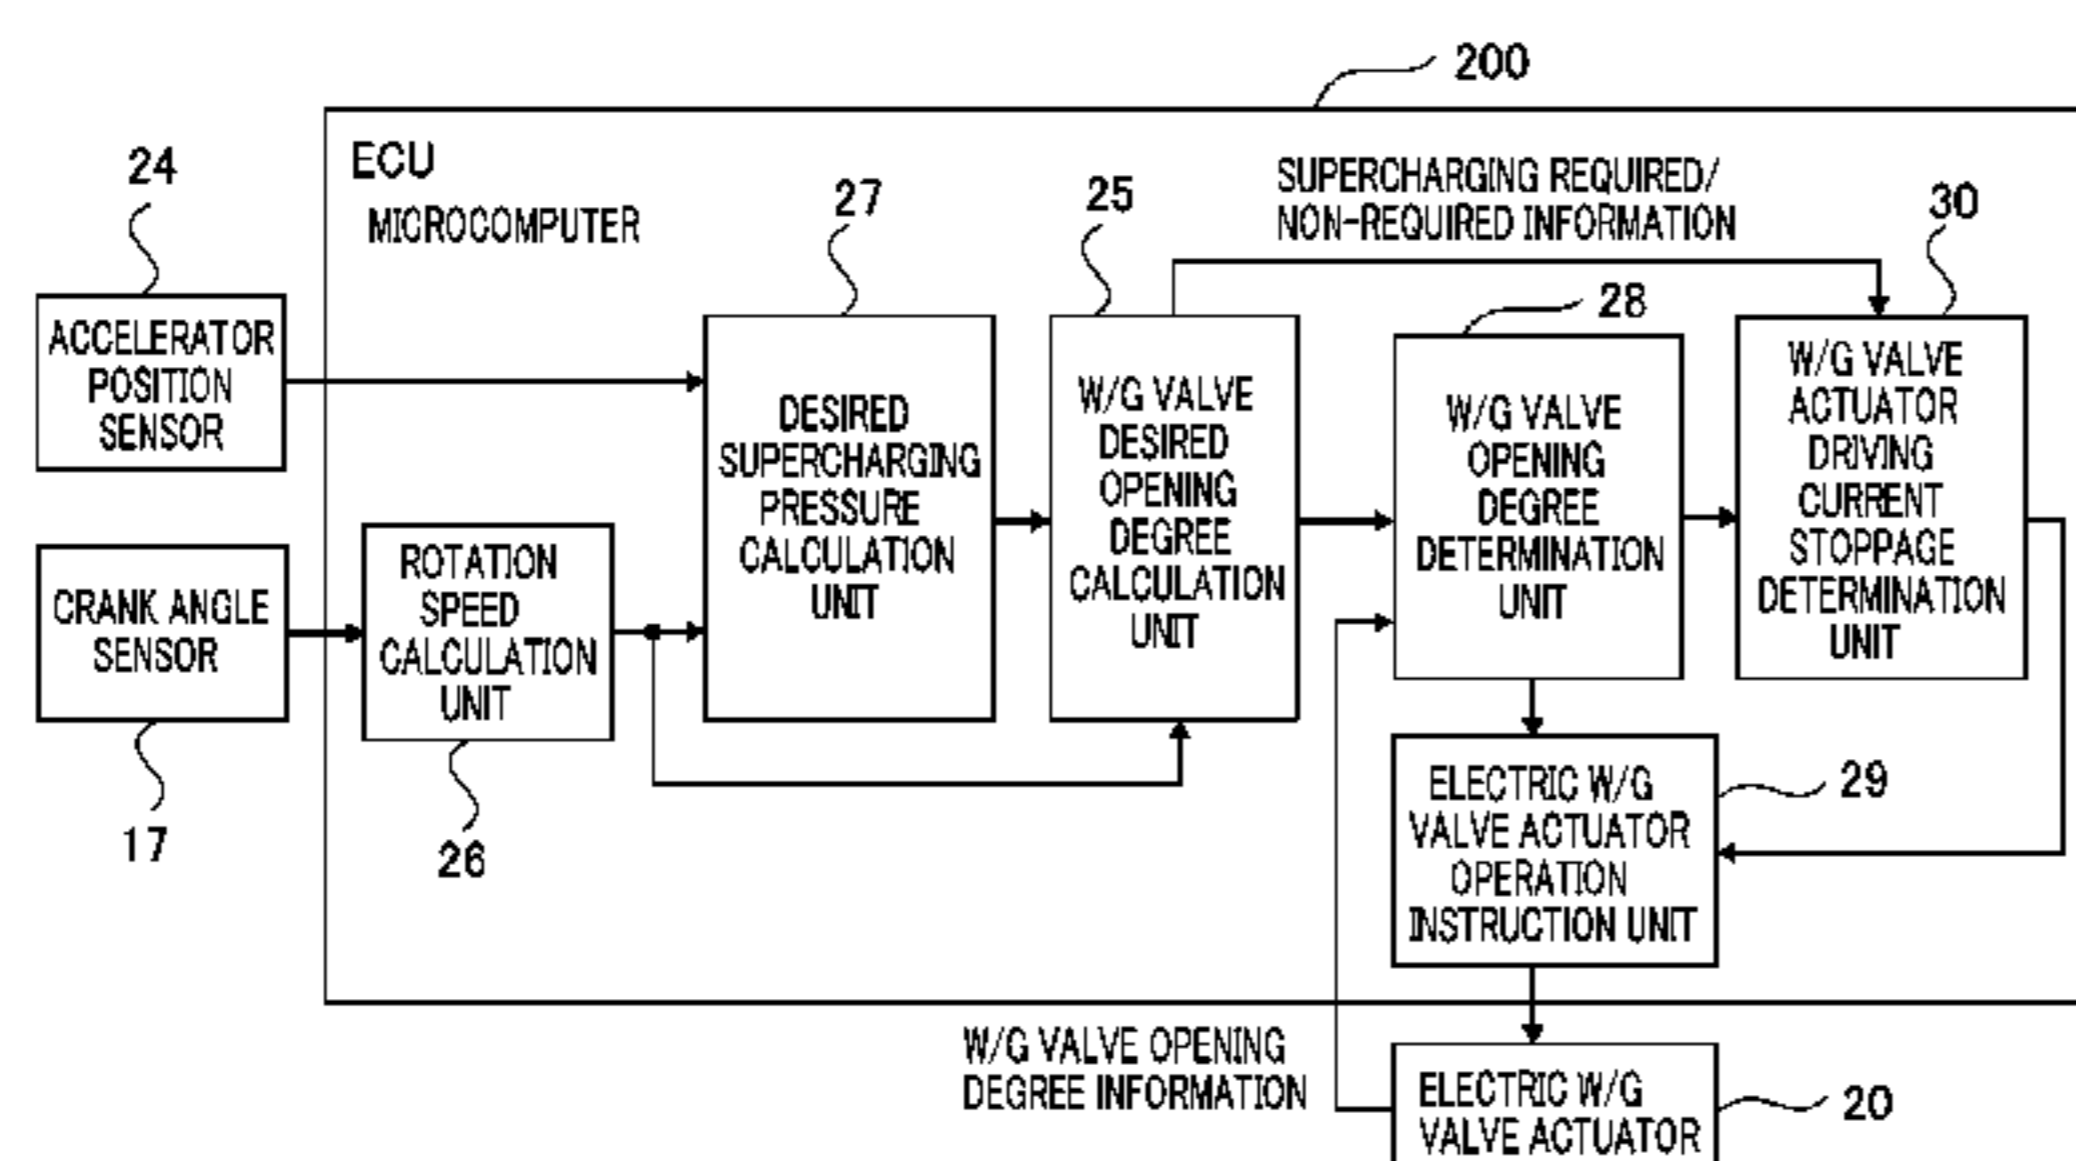 200
ECU
MICROCOMPUTER
24
27
25
SUPERCHARGING REQUIRED/
NON-REQUIRED INFORMATION
30
28
ACCELERATOR
POSITION
SENSOR
DESIRED
SUPERCHARGING
PRESSURE
CALCULATION
UNIT
W/G VALVE
DESIRED
OPENING
DEGREE
CALCULATION
UNIT
W/G VALVE
OPENING
DEGREE
DETERMINATION
UNIT
W/G VALVE
ACTUATOR
DRIVING
CURRENT
STOPPAGE
DETERMINATION
UNIT
CRANK ANGLE
SENSOR
ROTATION
SPEED
CALCULATION
UNIT
17
26
ELECTRIC W/G
VALVE ACTUATOR
OPERATION
INSTRUCTION UNIT
29
W/G VALVE OPENING
DEGREE INFORMATION
ELECTRIC W/G
VALVE ACTUATOR
20